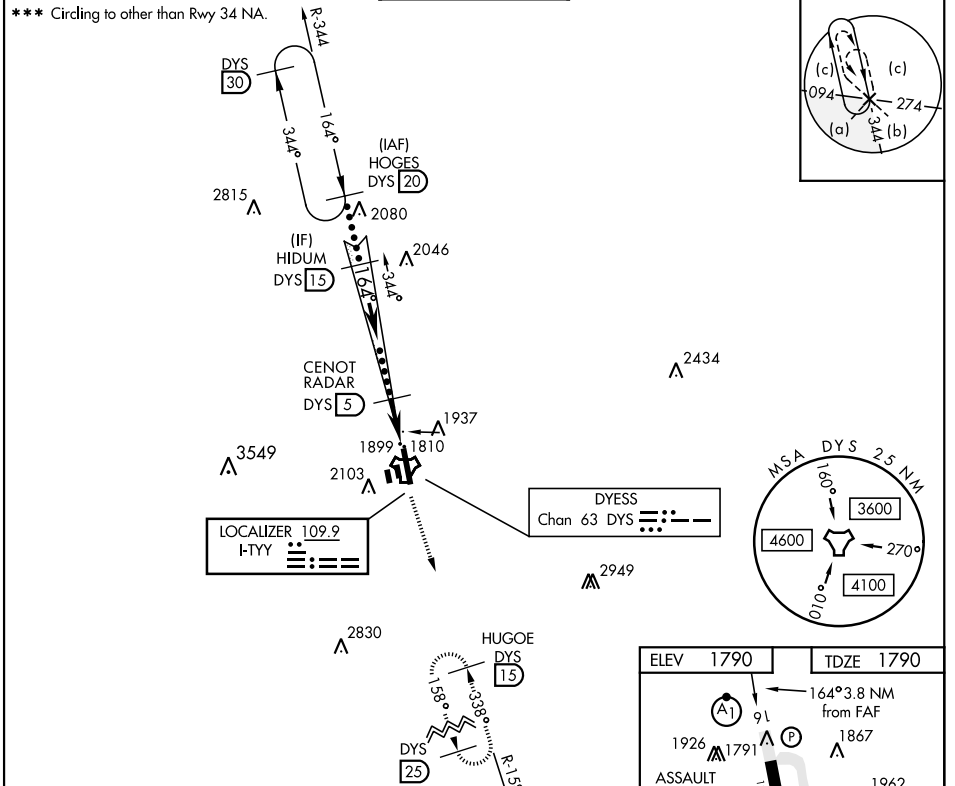 *** Circling to other than Rwy 34 NA.
R-344
DYS
30
164°
344°
(IAF)
HOGES
DYS 20
2815
2080
(IF)
HIDUM
DYS 15
2046
164°
344°
CENOT
RADAR
DYS 5
2434
1937
1899
1810
3549
2103
LOCALIZER 109.9
I-TYY
DYESS
Chan 63 DYS
2949
2830
HUGOE
DYS
15
158°
338°
DYS
25
(c)
(c)
094
274
(a)
344
(b)
MSA DYS 25 NM
160°
3600
4600
270°
4100
010°
ELEV 1790
TDZE 1790
164° 3.8 NM
from FAF
A1
16
P
1926
1791
1867
ASSAULT
1962